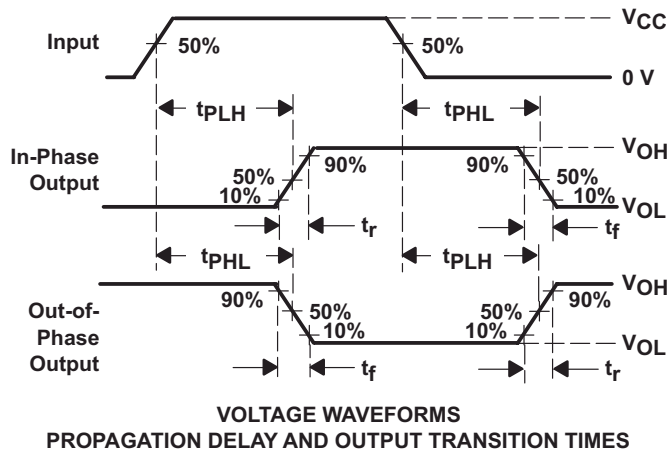 VCC
Input
50%
50%
0 V
tPLH
tPHL
In-Phase
Output
VOH
90%
90%
50%
50%
10%
10%
VOL
tr
tf
tPHL
tPLH
Out-of-
Phase
Output
VOH
90%
90%
50%
50%
10%
10%
VOL
tf
tr
VOLTAGE WAVEFORMS
PROPAGATION DELAY AND OUTPUT TRANSITION TIMES